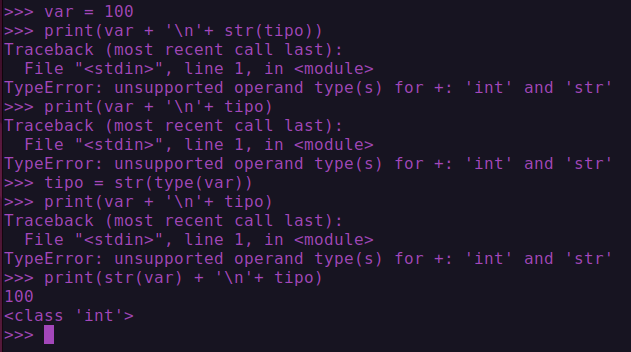 >>> var = 100
>>> print(var + '\n'+ str(tipo))
Traceback (most recent call last):
  File "<stdin>", line 1, in <module>
TypeError: unsupported operand type(s) for +: 'int' and 'str'
>>> print(var + '\n'+ tipo)
Traceback (most recent call last):
  File "<stdin>", line 1, in <module>
TypeError: unsupported operand type(s) for +: 'int' and 'str'
>>> tipo = str(type(var))
>>> print(var + '\n'+ tipo)
Traceback (most recent call last):
  File "<stdin>", line 1, in <module>
TypeError: unsupported operand type(s) for +: 'int' and 'str'
>>> print(str(var) + '\n'+ tipo)
100
<class 'int'>
>>>